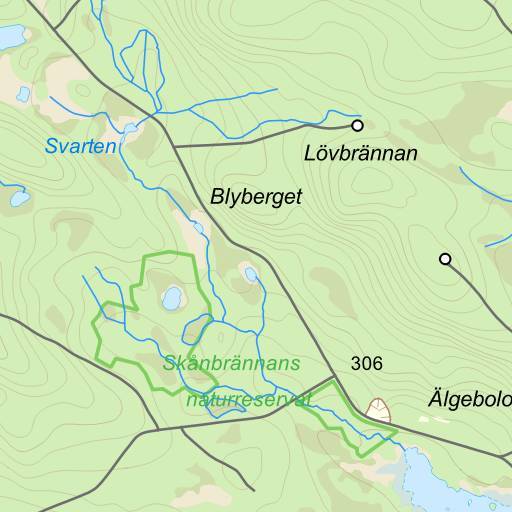 Svarten
Lövbrännan
Blyberget
Skånbrännans
naturreservat
306
Älgebolo